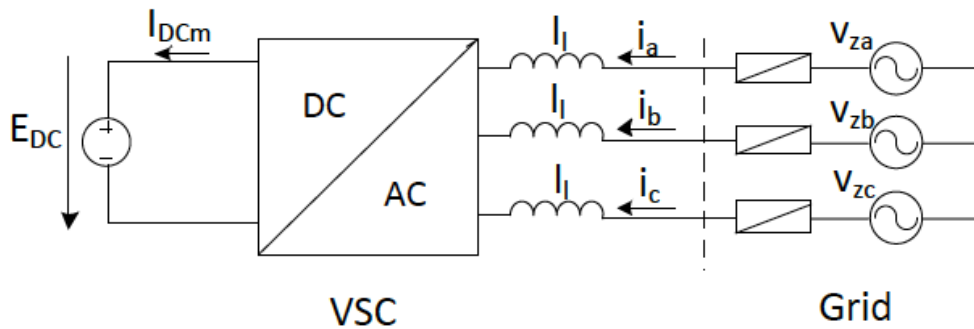 I_DCm
l_l
i_a
v_za
DC
E_DC
+
−
l_l
i_b
v_zb
AC
l_l
i_c
v_zc
VSC
Grid